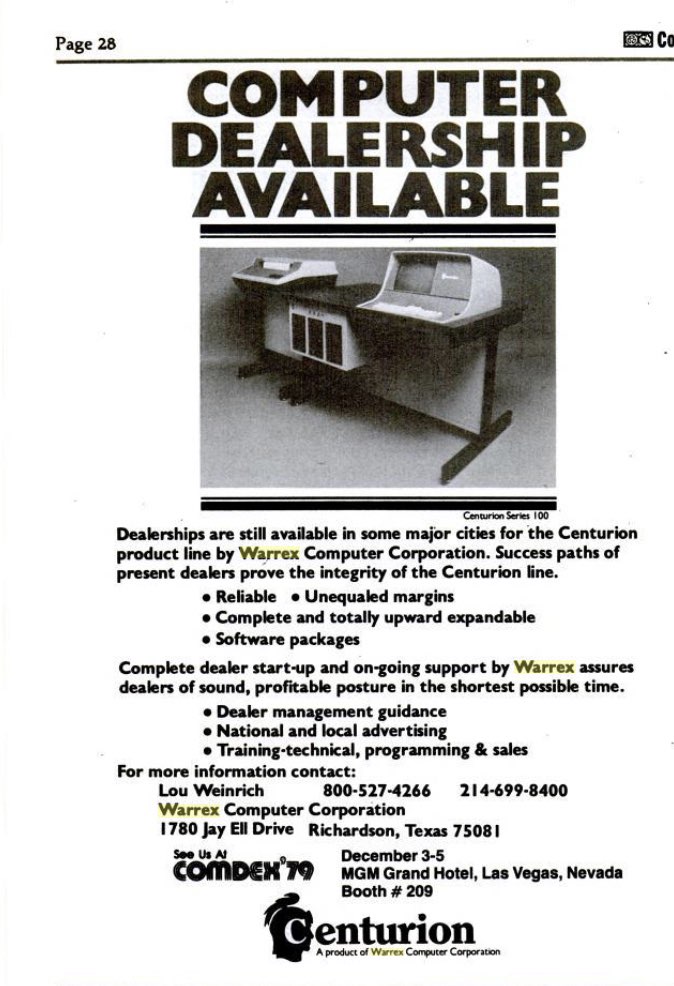 Page 28
Co
COMPUTER
DEALERSHIP
AVAILABLE
Centurion Series 100
Dealerships are still available in some major cities for the Centurion
product line by Warrex Computer Corporation. Success paths of
present dealers prove the integrity of the Centurion line.
• Reliable • Unequaled margins
• Complete and totally upward expandable
• Software packages
Complete dealer start-up and on-going support by Warrex assures
dealers of sound, profitable posture in the shortest possible time.
• Dealer management guidance
• National and local advertising
• Training-technical, programming & sales
For more information contact:
Lou Weinrich 800-527-4266 214-699-8400
Warrex Computer Corporation
1780 Jay Ell Drive Richardson, Texas 75081
See Us At
COMDEX'79
December 3-5
MGM Grand Hotel, Las Vegas, Nevada
Booth # 209
Centurion
A product of Warrex Computer Corporation